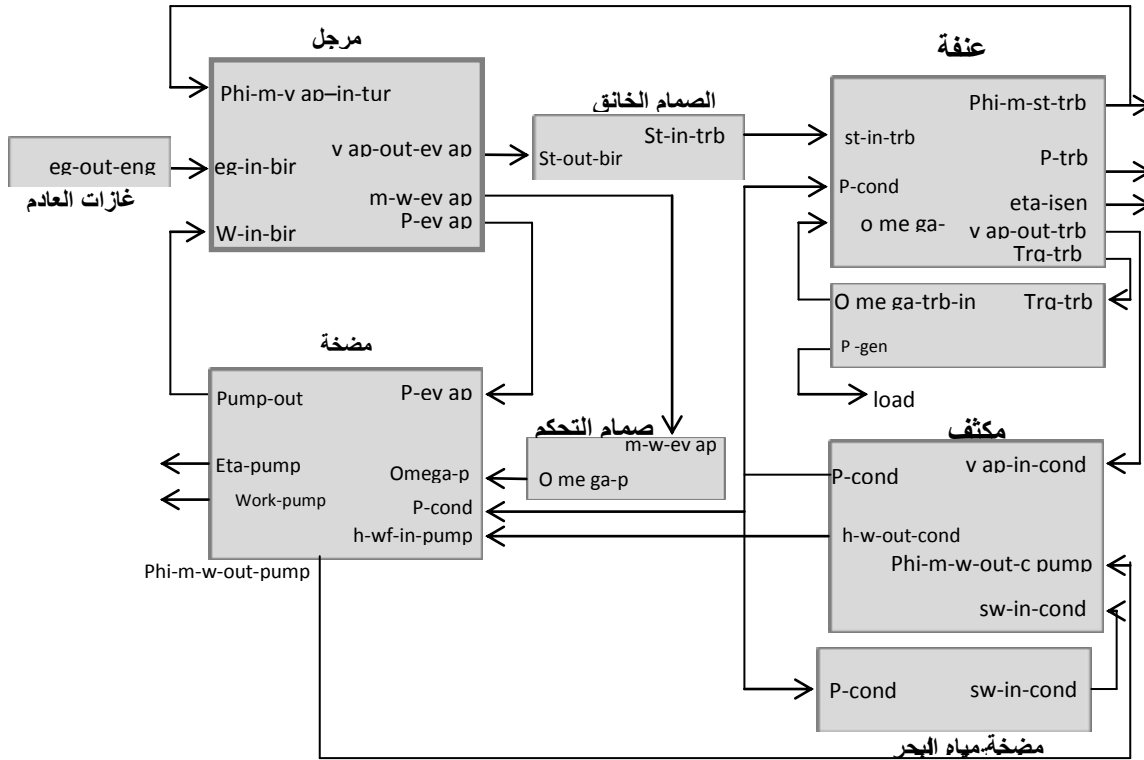 مرجل
Phi-m-v ap–in-tur
eg-in-bir
W-in-bir
v ap-out-ev ap
m-w-ev ap
P-ev ap
eg-out-eng
غازات العادم
الصمام الخانق
St-in-trb
St-out-bir
عنفة
Phi-m-st-trb
st-in-trb
P-trb
P-cond
eta-isen
o me ga-
v ap-out-trb
Trq-trb
O me ga-trb-in
Trq-trb
P -gen
load
مضخة
Pump-out
P-ev ap
Eta-pump
Omega-p
Work-pump
P-cond
h-wf-in-pump
Phi-m-w-out-pump
صمام التحكم
m-w-ev ap
O me ga-p
مكثف
v ap-in-cond
P-cond
h-w-out-cond
Phi-m-w-out-c pump
sw-in-cond
P-cond
sw-in-cond
مضخة مياه البحر